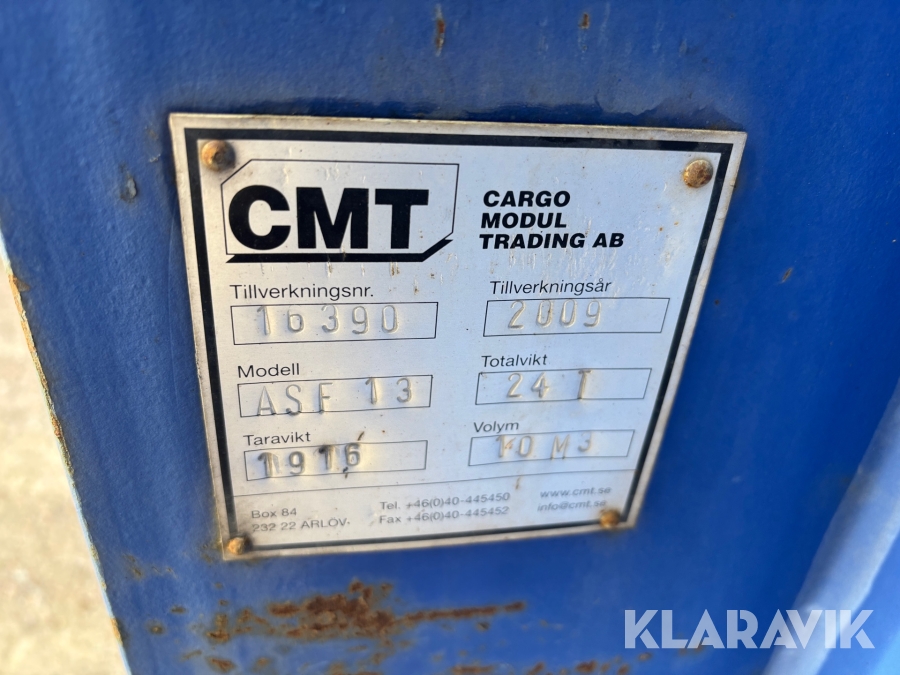 CMT
CARGO
MODUL
TRADING AB
Tillverkningsnr.
16390
Tillverkningsår
2009
Modell
ASF 13
Totalvikt
24 T
Taravikt
1916
Volym
10 M3
Box 84
232 22 ARLÖV
Tel. +46(0)40-445450
Fax +46(0)40-445452
www.cmt.se
info@cmt.se
KLARAVIK